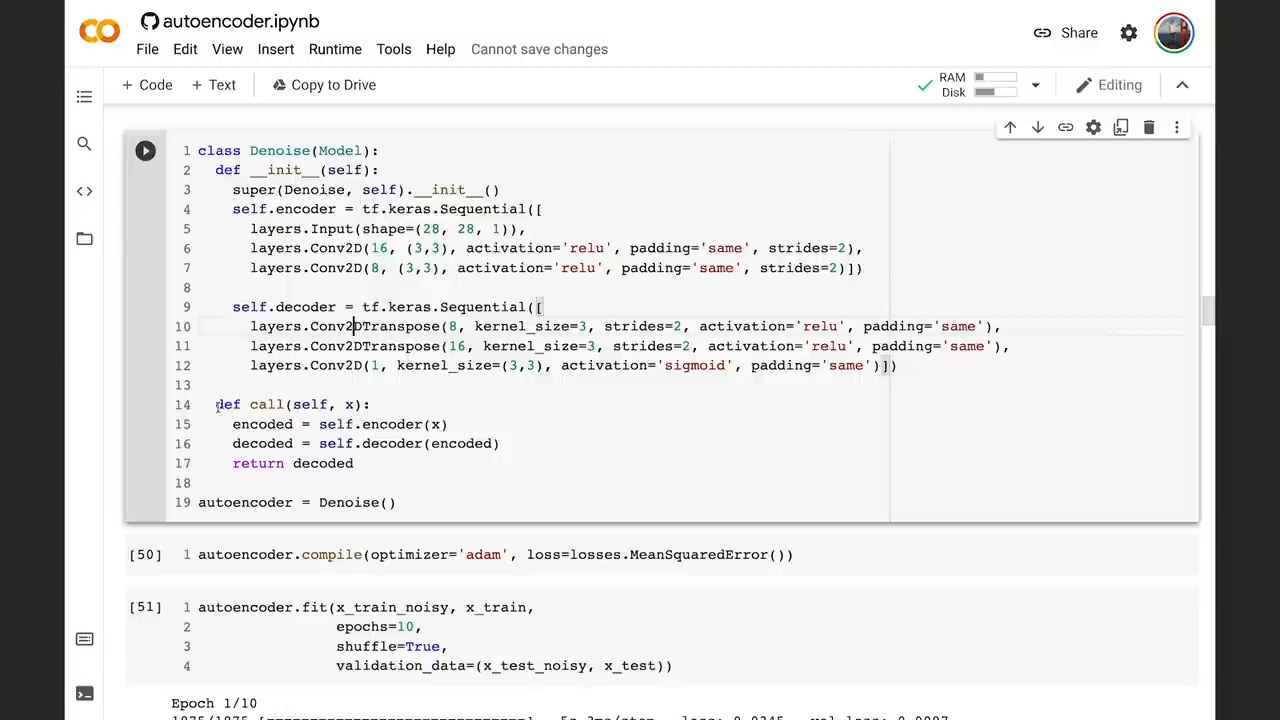 autoencoder.ipynb
File Edit View Insert Runtime Tools Help Cannot save changes
Share
+ Code + Text Copy to Drive
RAM
Disk
Editing
1 class Denoise(Model):
2 def __init__(self):
3 super(Denoise, self).__init__()
4 self.encoder = tf.keras.Sequential([
5 layers.Input(shape=(28, 28, 1)),
6 layers.Conv2D(16, (3,3), activation='relu', padding='same', strides=2),
7 layers.Conv2D(8, (3,3), activation='relu', padding='same', strides=2)])
8
9 self.decoder = tf.keras.Sequential([
10 layers.Conv2DTranspose(8, kernel_size=3, strides=2, activation='relu', padding='same'),
11 layers.Conv2DTranspose(16, kernel_size=3, strides=2, activation='relu', padding='same'),
12 layers.Conv2D(1, kernel_size=(3,3), activation='sigmoid', padding='same')])
13
14 def call(self, x):
15 encoded = self.encoder(x)
16 decoded = self.decoder(encoded)
17 return decoded
18
19 autoencoder = Denoise()
[50] 1 autoencoder.compile(optimizer='adam', loss=losses.MeanSquaredError())
[51] 1 autoencoder.fit(x_train_noisy, x_train,
2 epochs=10,
3 shuffle=True,
4 validation_data=(x_test_noisy, x_test))
Epoch 1/10